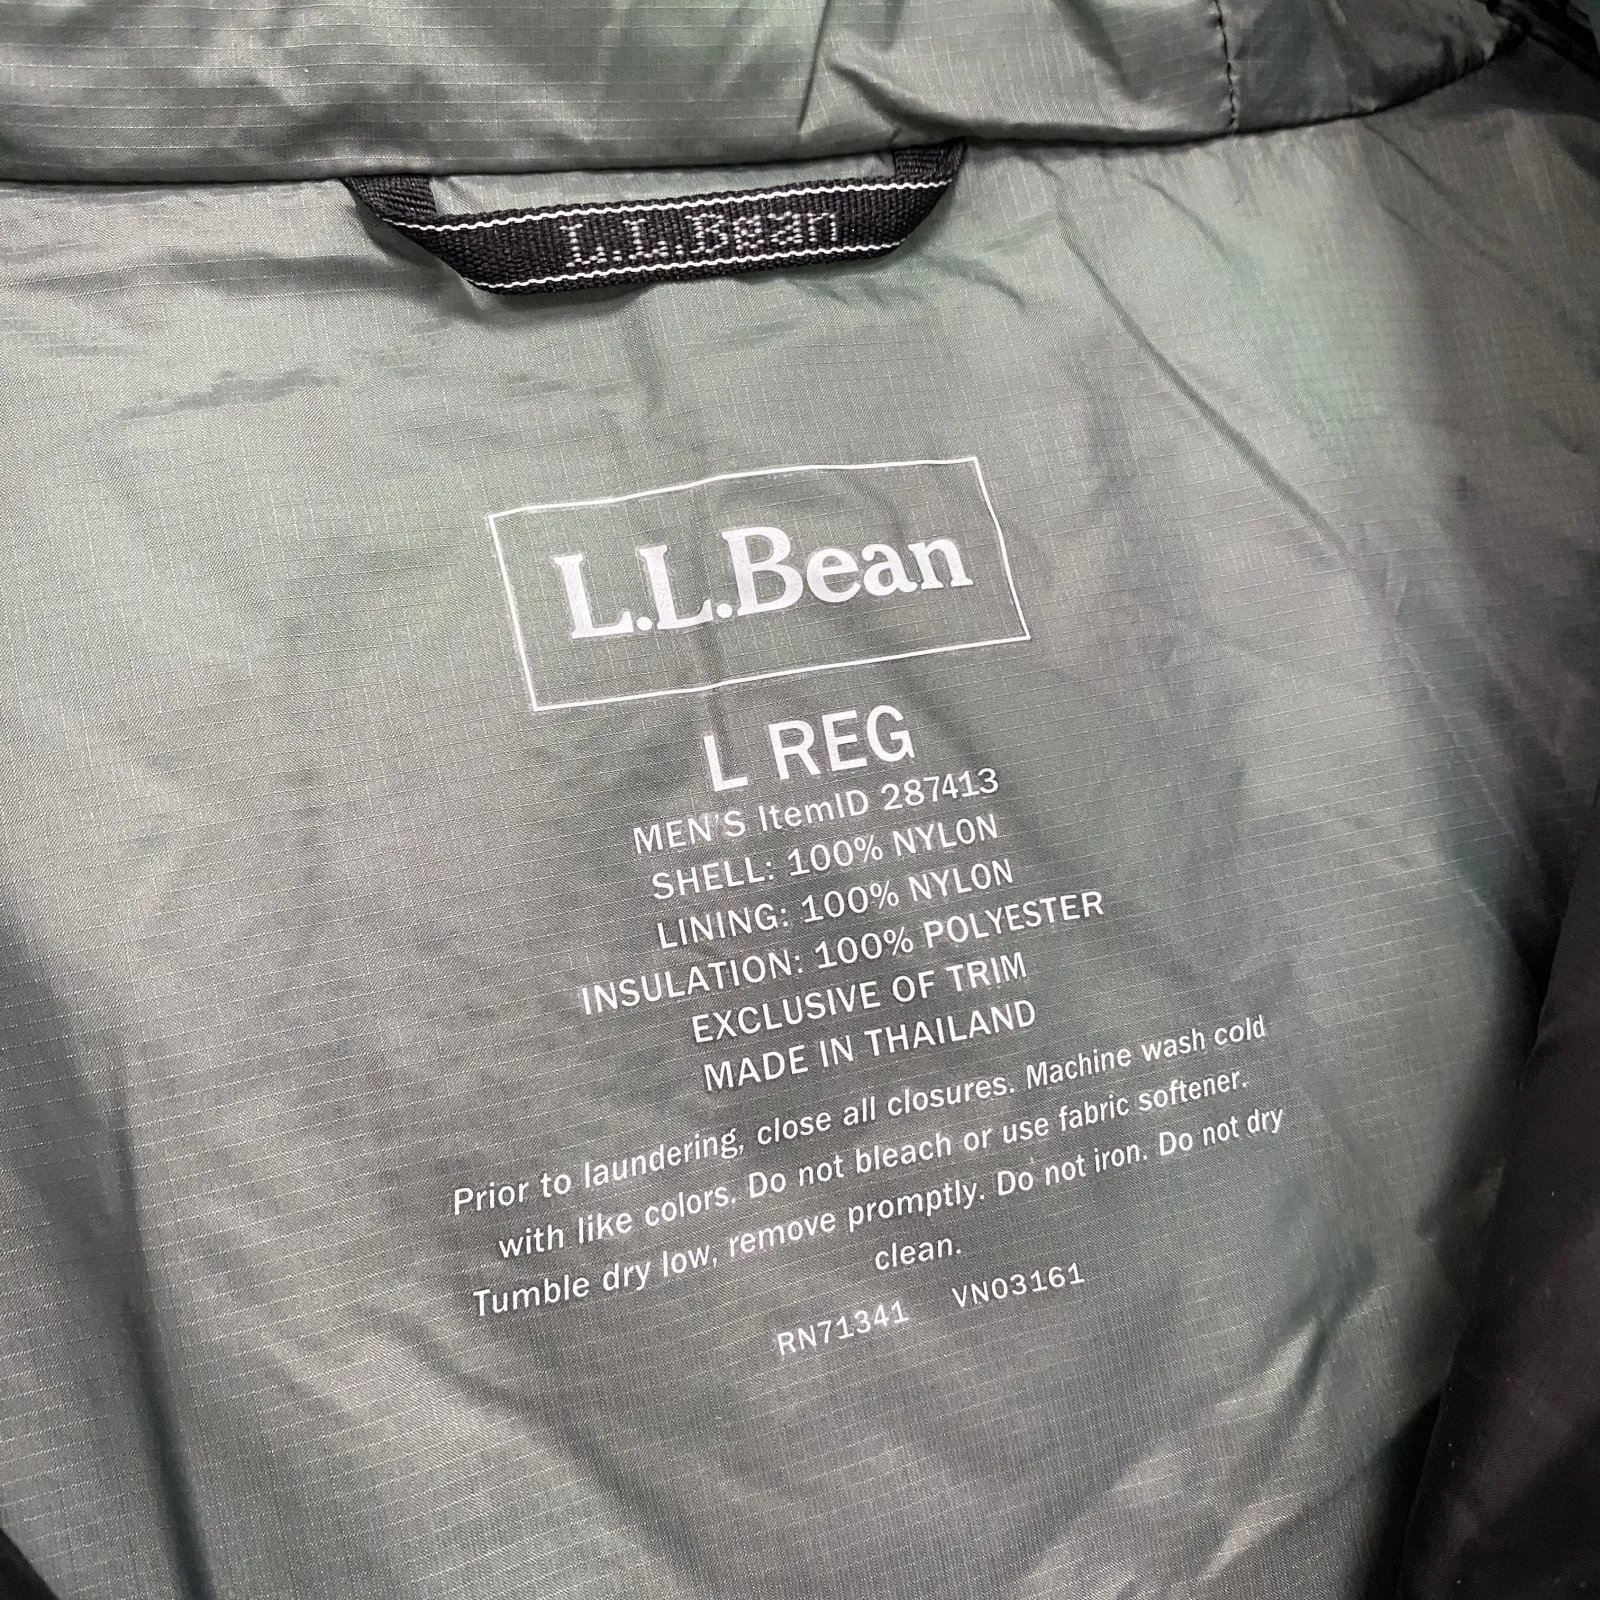 L.L.Bean
L.L.Bean
L REG
MEN'S ItemID 287413
SHELL: 100% NYLON
LINING: 100% NYLON
INSULATION: 100% POLYESTER
EXCLUSIVE OF TRIM
MADE IN THAILAND
Prior to laundering, close all closures. Machine wash cold
with like colors. Do not bleach or use fabric softener.
Tumble dry low, remove promptly. Do not iron. Do not dry
clean.
RN71341 VN03161